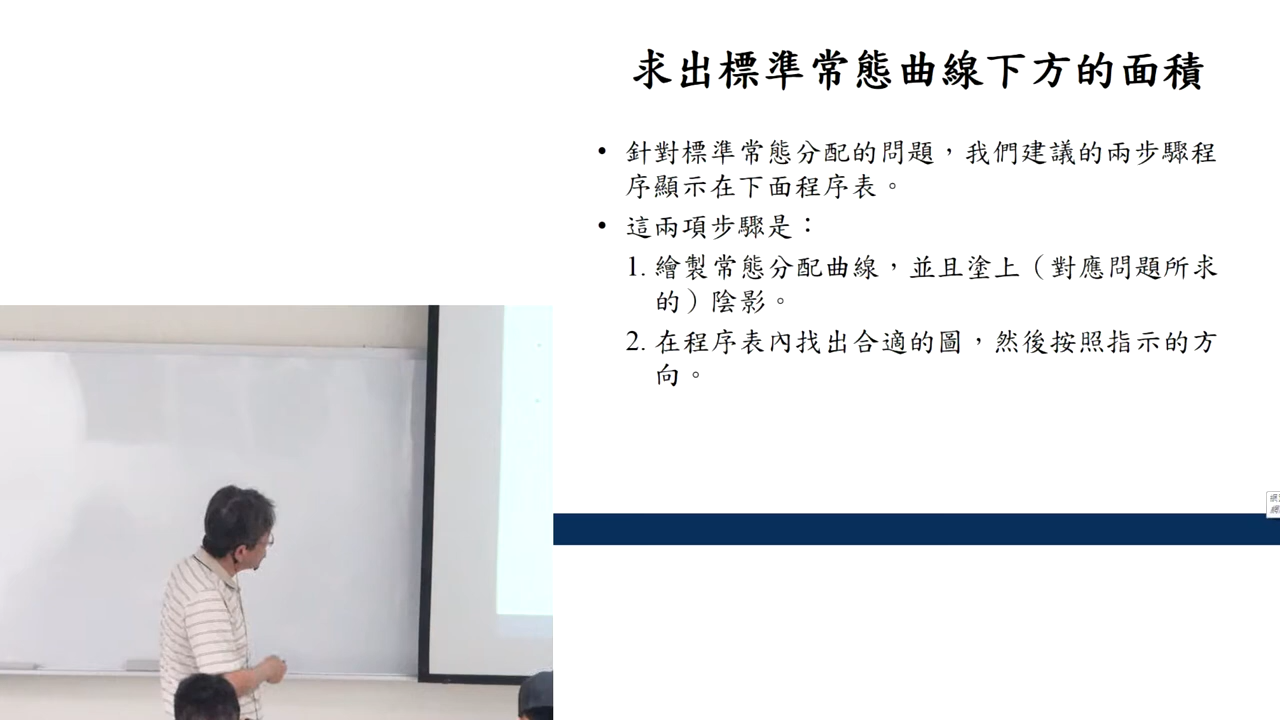 求出標準常態曲線下方的面積
• 針對標準常態分配的問題，我們建議的兩步驟程
序顯示在下面程序表。
• 這兩項步驟是：
1. 繪製常態分配曲線，並且塗上（對應問題所求
的）陰影。
2. 在程序表內找出合適的圖，然後按照指示的方
向。